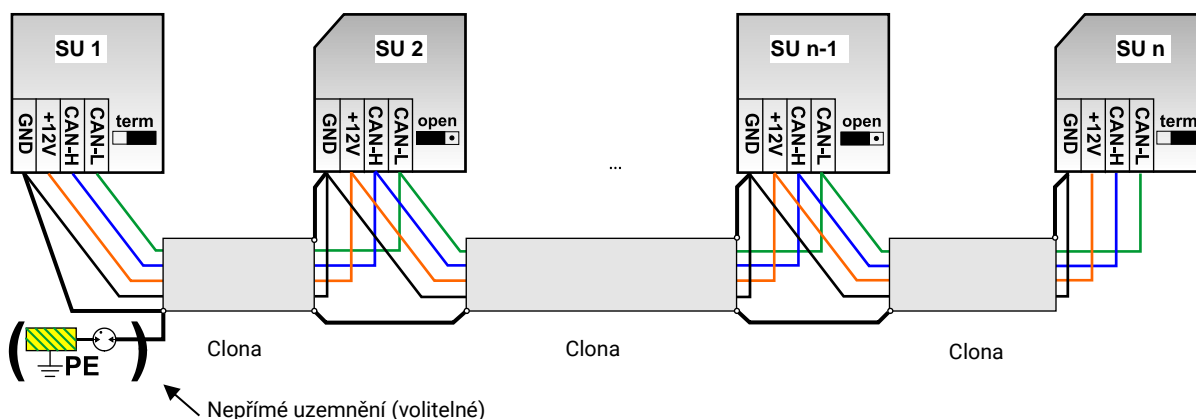 SU 1
SU 2
SU n-1
SU n
GND
+12V
CAN-H
CAN-L
term
GND
+12V
CAN-H
CAN-L
open
...
GND
+12V
CAN-H
CAN-L
open
GND
+12V
CAN-H
CAN-L
term
( PE )
Clona
Clona
Clona
Nepřímé uzemnění (volitelné)